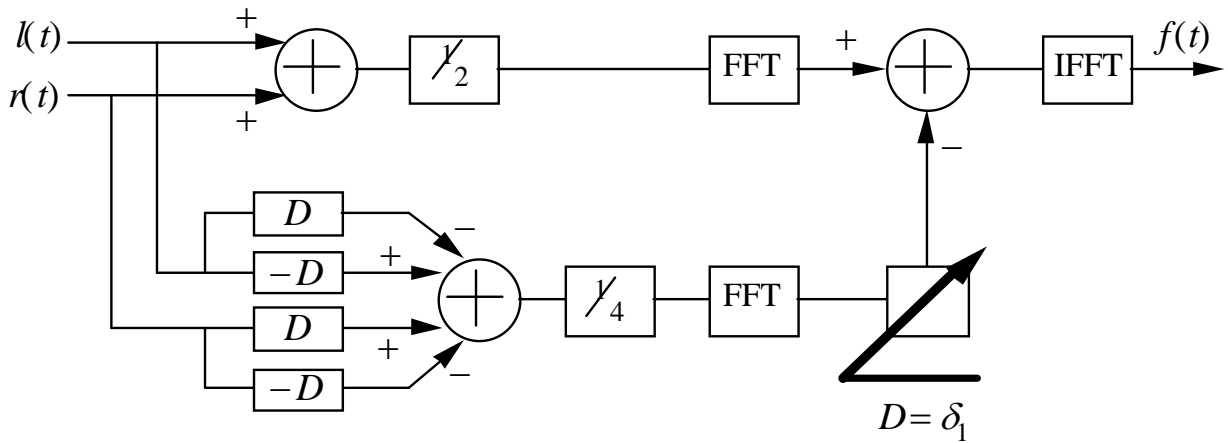 l(t)
r(t)
+
+
1/2
FFT
+
−
IFFT
f(t)
D
−
−D
+
D
+
−D
−
1/4
FFT
D = δ₁